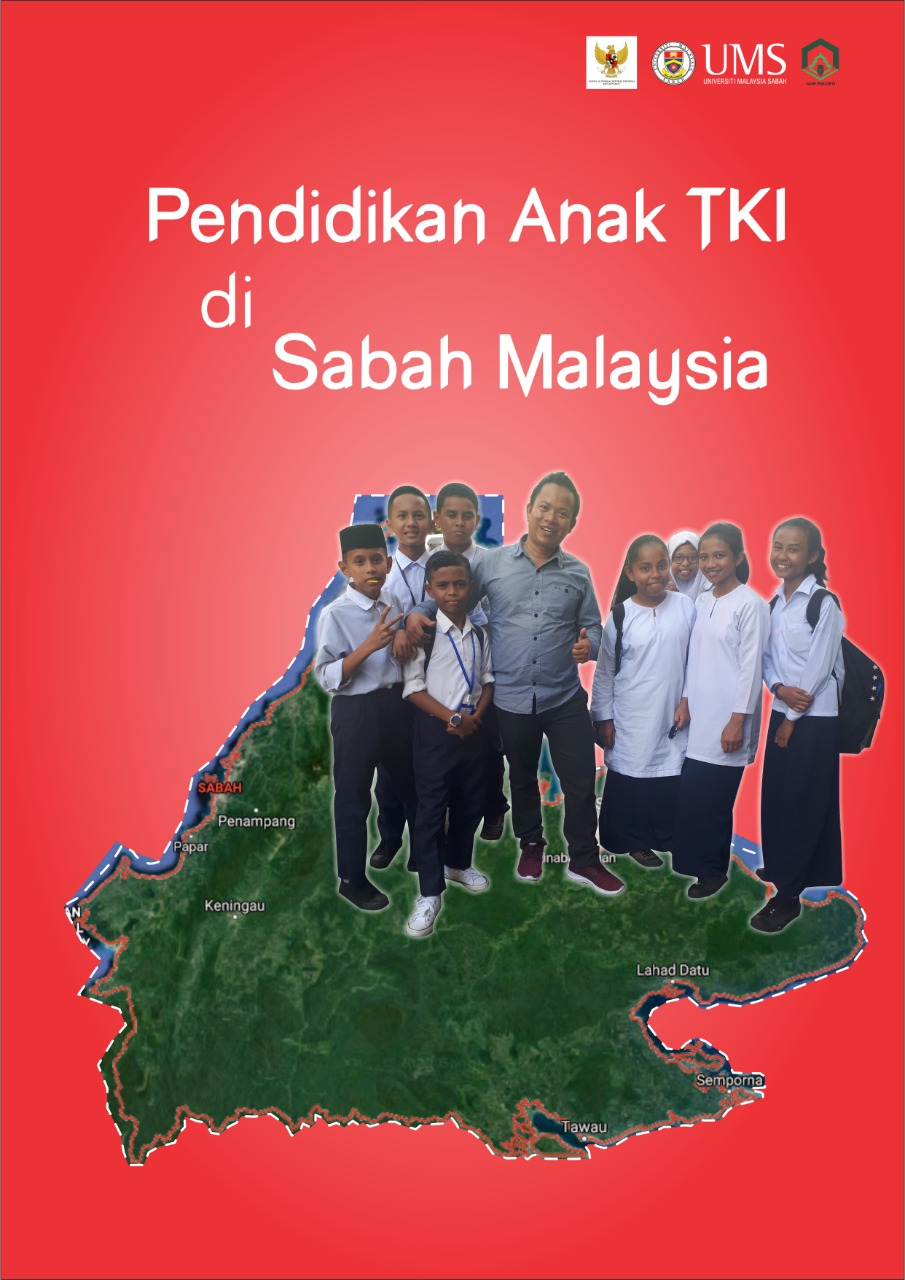 UMS
UNIVERSITI MALAYSIA SABAH
Pendidikan Anak TKI
di
Sabah Malaysia
SABAH
Penampang
Papar
Keningau
Lahad Datu
Semporna
Tawau